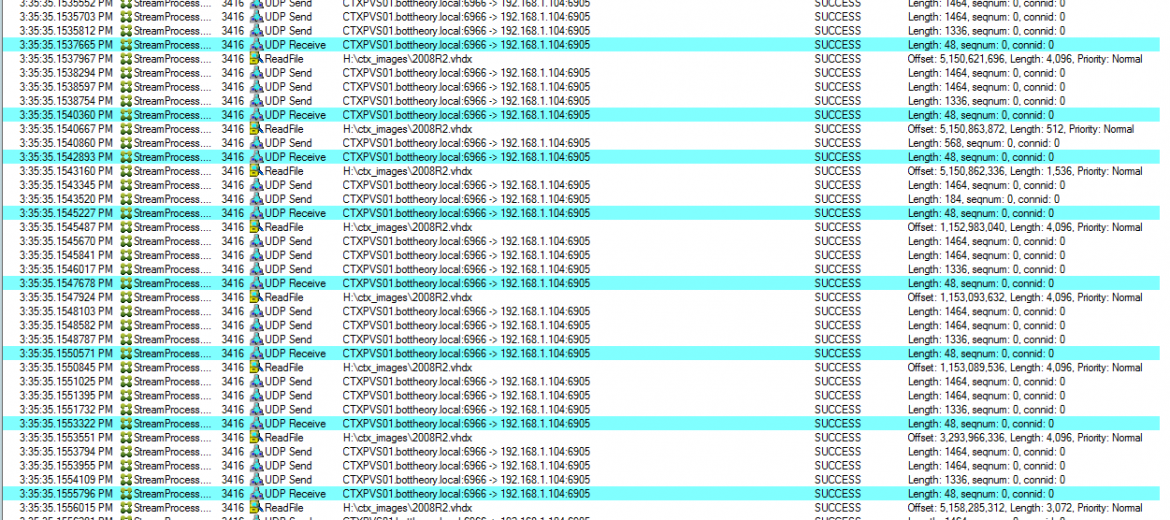 3:35:35.1535552 PM StreamProcess.... 3416 UDP Send CTXPVS01.bottheory.local:6966 -> 192.168.1.104:6905 SUCCESS Length: 1464, seqnum: 0, connid: 0
3:35:35.1535703 PM StreamProcess.... 3416 UDP Send CTXPVS01.bottheory.local:6966 -> 192.168.1.104:6905 SUCCESS Length: 1464, seqnum: 0, connid: 0
3:35:35.1535812 PM StreamProcess.... 3416 UDP Send CTXPVS01.bottheory.local:6966 -> 192.168.1.104:6905 SUCCESS Length: 1336, seqnum: 0, connid: 0
3:35:35.1537665 PM StreamProcess.... 3416 UDP Receive CTXPVS01.bottheory.local:6966 -> 192.168.1.104:6905 SUCCESS Length: 48, seqnum: 0, connid: 0
3:35:35.1537967 PM StreamProcess.... 3416 ReadFile H:\ctx_images\2008R2.vhdx SUCCESS Offset: 5,150,621,696, Length: 4,096, Priority: Normal
3:35:35.1538294 PM StreamProcess.... 3416 UDP Send CTXPVS01.bottheory.local:6966 -> 192.168.1.104:6905 SUCCESS Length: 1464, seqnum: 0, connid: 0
3:35:35.1538597 PM StreamProcess.... 3416 UDP Send CTXPVS01.bottheory.local:6966 -> 192.168.1.104:6905 SUCCESS Length: 1464, seqnum: 0, connid: 0
3:35:35.1538754 PM StreamProcess.... 3416 UDP Send CTXPVS01.bottheory.local:6966 -> 192.168.1.104:6905 SUCCESS Length: 1336, seqnum: 0, connid: 0
3:35:35.1540360 PM StreamProcess.... 3416 UDP Receive CTXPVS01.bottheory.local:6966 -> 192.168.1.104:6905 SUCCESS Length: 48, seqnum: 0, connid: 0
3:35:35.1540667 PM StreamProcess.... 3416 ReadFile H:\ctx_images\2008R2.vhdx SUCCESS Offset: 5,150,863,872, Length: 512, Priority: Normal
3:35:35.1540860 PM StreamProcess.... 3416 UDP Send CTXPVS01.bottheory.local:6966 -> 192.168.1.104:6905 SUCCESS Length: 568, seqnum: 0, connid: 0
3:35:35.1542893 PM StreamProcess.... 3416 UDP Receive CTXPVS01.bottheory.local:6966 -> 192.168.1.104:6905 SUCCESS Length: 48, seqnum: 0, connid: 0
3:35:35.1543160 PM StreamProcess.... 3416 ReadFile H:\ctx_images\2008R2.vhdx SUCCESS Offset: 5,150,862,336, Length: 1,536, Priority: Normal
3:35:35.1543345 PM StreamProcess.... 3416 UDP Send CTXPVS01.bottheory.local:6966 -> 192.168.1.104:6905 SUCCESS Length: 1464, seqnum: 0, connid: 0
3:35:35.1543520 PM StreamProcess.... 3416 UDP Send CTXPVS01.bottheory.local:6966 -> 192.168.1.104:6905 SUCCESS Length: 184, seqnum: 0, connid: 0
3:35:35.1545227 PM StreamProcess.... 3416 UDP Receive CTXPVS01.bottheory.local:6966 -> 192.168.1.104:6905 SUCCESS Length: 48, seqnum: 0, connid: 0
3:35:35.1545487 PM StreamProcess.... 3416 ReadFile H:\ctx_images\2008R2.vhdx SUCCESS Offset: 1,152,983,040, Length: 4,096, Priority: Normal
3:35:35.1545670 PM StreamProcess.... 3416 UDP Send CTXPVS01.bottheory.local:6966 -> 192.168.1.104:6905 SUCCESS Length: 1464, seqnum: 0, connid: 0
3:35:35.1545841 PM StreamProcess.... 3416 UDP Send CTXPVS01.bottheory.local:6966 -> 192.168.1.104:6905 SUCCESS Length: 1464, seqnum: 0, connid: 0
3:35:35.1546017 PM StreamProcess.... 3416 UDP Send CTXPVS01.bottheory.local:6966 -> 192.168.1.104:6905 SUCCESS Length: 1336, seqnum: 0, connid: 0
3:35:35.1547678 PM StreamProcess.... 3416 UDP Receive CTXPVS01.bottheory.local:6966 -> 192.168.1.104:6905 SUCCESS Length: 48, seqnum: 0, connid: 0
3:35:35.1547924 PM StreamProcess.... 3416 ReadFile H:\ctx_images\2008R2.vhdx SUCCESS Offset: 1,153,093,632, Length: 4,096, Priority: Normal
3:35:35.1548103 PM StreamProcess.... 3416 UDP Send CTXPVS01.bottheory.local:6966 -> 192.168.1.104:6905 SUCCESS Length: 1464, seqnum: 0, connid: 0
3:35:35.1548582 PM StreamProcess.... 3416 UDP Send CTXPVS01.bottheory.local:6966 -> 192.168.1.104:6905 SUCCESS Length: 1464, seqnum: 0, connid: 0
3:35:35.1548787 PM StreamProcess.... 3416 UDP Send CTXPVS01.bottheory.local:6966 -> 192.168.1.104:6905 SUCCESS Length: 1336, seqnum: 0, connid: 0
3:35:35.1550571 PM StreamProcess.... 3416 UDP Receive CTXPVS01.bottheory.local:6966 -> 192.168.1.104:6905 SUCCESS Length: 48, seqnum: 0, connid: 0
3:35:35.1550845 PM StreamProcess.... 3416 ReadFile H:\ctx_images\2008R2.vhdx SUCCESS Offset: 1,153,089,536, Length: 4,096, Priority: Normal
3:35:35.1551025 PM StreamProcess.... 3416 UDP Send CTXPVS01.bottheory.local:6966 -> 192.168.1.104:6905 SUCCESS Length: 1464, seqnum: 0, connid: 0
3:35:35.1551395 PM StreamProcess.... 3416 UDP Send CTXPVS01.bottheory.local:6966 -> 192.168.1.104:6905 SUCCESS Length: 1464, seqnum: 0, connid: 0
3:35:35.1551732 PM StreamProcess.... 3416 UDP Send CTXPVS01.bottheory.local:6966 -> 192.168.1.104:6905 SUCCESS Length: 1336, seqnum: 0, connid: 0
3:35:35.1553322 PM StreamProcess.... 3416 UDP Receive CTXPVS01.bottheory.local:6966 -> 192.168.1.104:6905 SUCCESS Length: 48, seqnum: 0, connid: 0
3:35:35.1553551 PM StreamProcess.... 3416 ReadFile H:\ctx_images\2008R2.vhdx SUCCESS Offset: 3,293,966,336, Length: 4,096, Priority: Normal
3:35:35.1553794 PM StreamProcess.... 3416 UDP Send CTXPVS01.bottheory.local:6966 -> 192.168.1.104:6905 SUCCESS Length: 1464, seqnum: 0, connid: 0
3:35:35.1553955 PM StreamProcess.... 3416 UDP Send CTXPVS01.bottheory.local:6966 -> 192.168.1.104:6905 SUCCESS Length: 1464, seqnum: 0, connid: 0
3:35:35.1554109 PM StreamProcess.... 3416 UDP Send CTXPVS01.bottheory.local:6966 -> 192.168.1.104:6905 SUCCESS Length: 1336, seqnum: 0, connid: 0
3:35:35.1555796 PM StreamProcess.... 3416 UDP Receive CTXPVS01.bottheory.local:6966 -> 192.168.1.104:6905 SUCCESS Length: 48, seqnum: 0, connid: 0
3:35:35.1556015 PM StreamProcess.... 3416 ReadFile H:\ctx_images\2008R2.vhdx SUCCESS Offset: 5,158,285,312, Length: 3,072, Priority: Normal